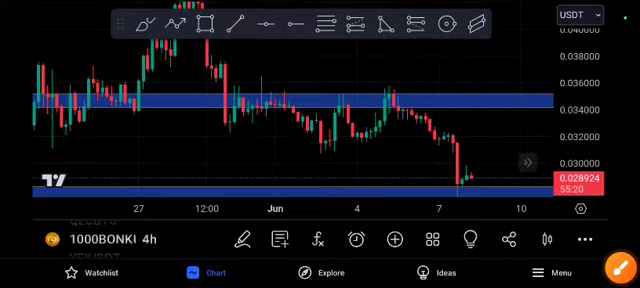 USDT
0.040000
0.038000
0.036000
0.034000
0.032000
0.030000
0.028924
55:20
27 12:00 Jun 4 7 10
1000BONKU 4h
Watchlist Chart Explore Ideas Menu